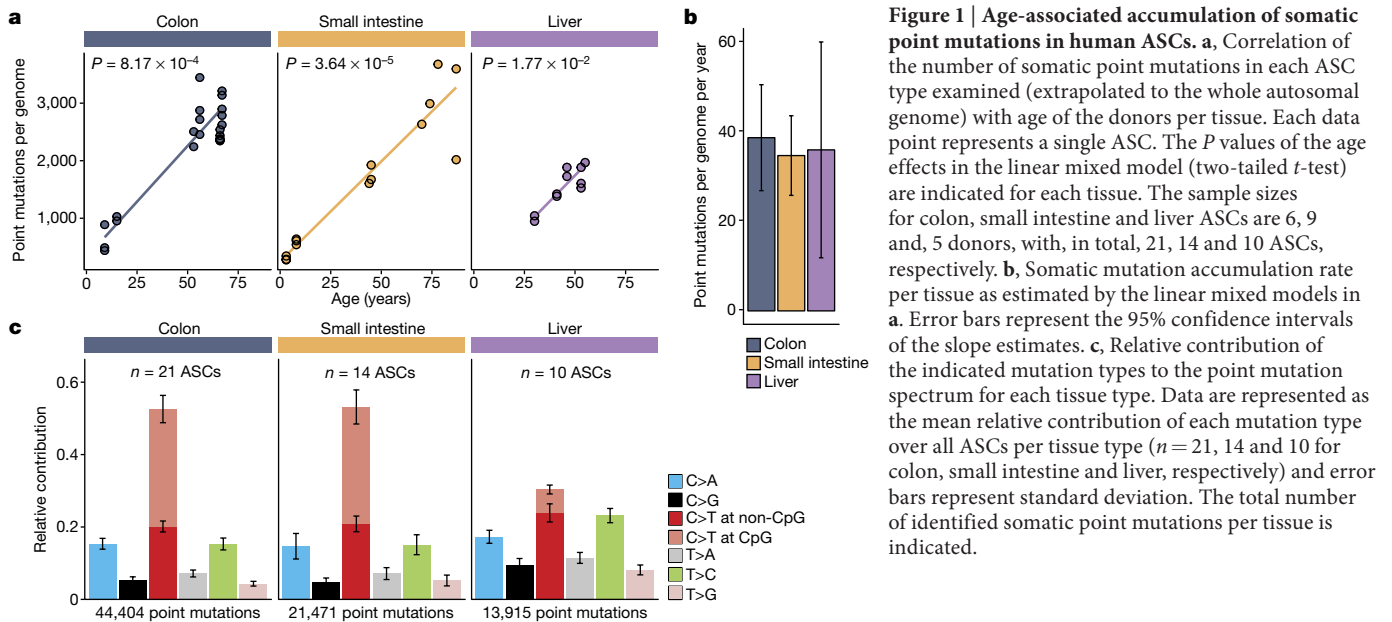 a
Colon
Small intestine
Liver
P = 8.17 × 10⁻⁴
P = 3.64 × 10⁻⁵
P = 1.77 × 10⁻²
Point mutations per genome
3,000
2,000
1,000
0 25 50 75
0 25 50 75
0 25 50 75
Age (years)
b
Point mutations per genome per year
60
40
20
0
Colon
Small intestine
Liver
c
Colon
Small intestine
Liver
n = 21 ASCs
n = 14 ASCs
n = 10 ASCs
Relative contribution
0.6
0.4
0.2
0
44,404 point mutations
21,471 point mutations
13,915 point mutations
C>A
C>G
C>T at non-CpG
C>T at CpG
T>A
T>C
T>G
Figure 1 | Age-associated accumulation of somatic
point mutations in human ASCs. a, Correlation of
the number of somatic point mutations in each ASC
type examined (extrapolated to the whole autosomal
genome) with age of the donors per tissue. Each data
point represents a single ASC. The P values of the age
effects in the linear mixed model (two-tailed t-test)
are indicated for each tissue. The sample sizes
for colon, small intestine and liver ASCs are 6, 9
and, 5 donors, with, in total, 21, 14 and 10 ASCs,
respectively. b, Somatic mutation accumulation rate
per tissue as estimated by the linear mixed models in
a. Error bars represent the 95% confidence intervals
of the slope estimates. c, Relative contribution of
the indicated mutation types to the point mutation
spectrum for each tissue type. Data are represented as
the mean relative contribution of each mutation type
over all ASCs per tissue type (n = 21, 14 and 10 for
colon, small intestine and liver, respectively) and error
bars represent standard deviation. The total number
of identified somatic point mutations per tissue is
indicated.